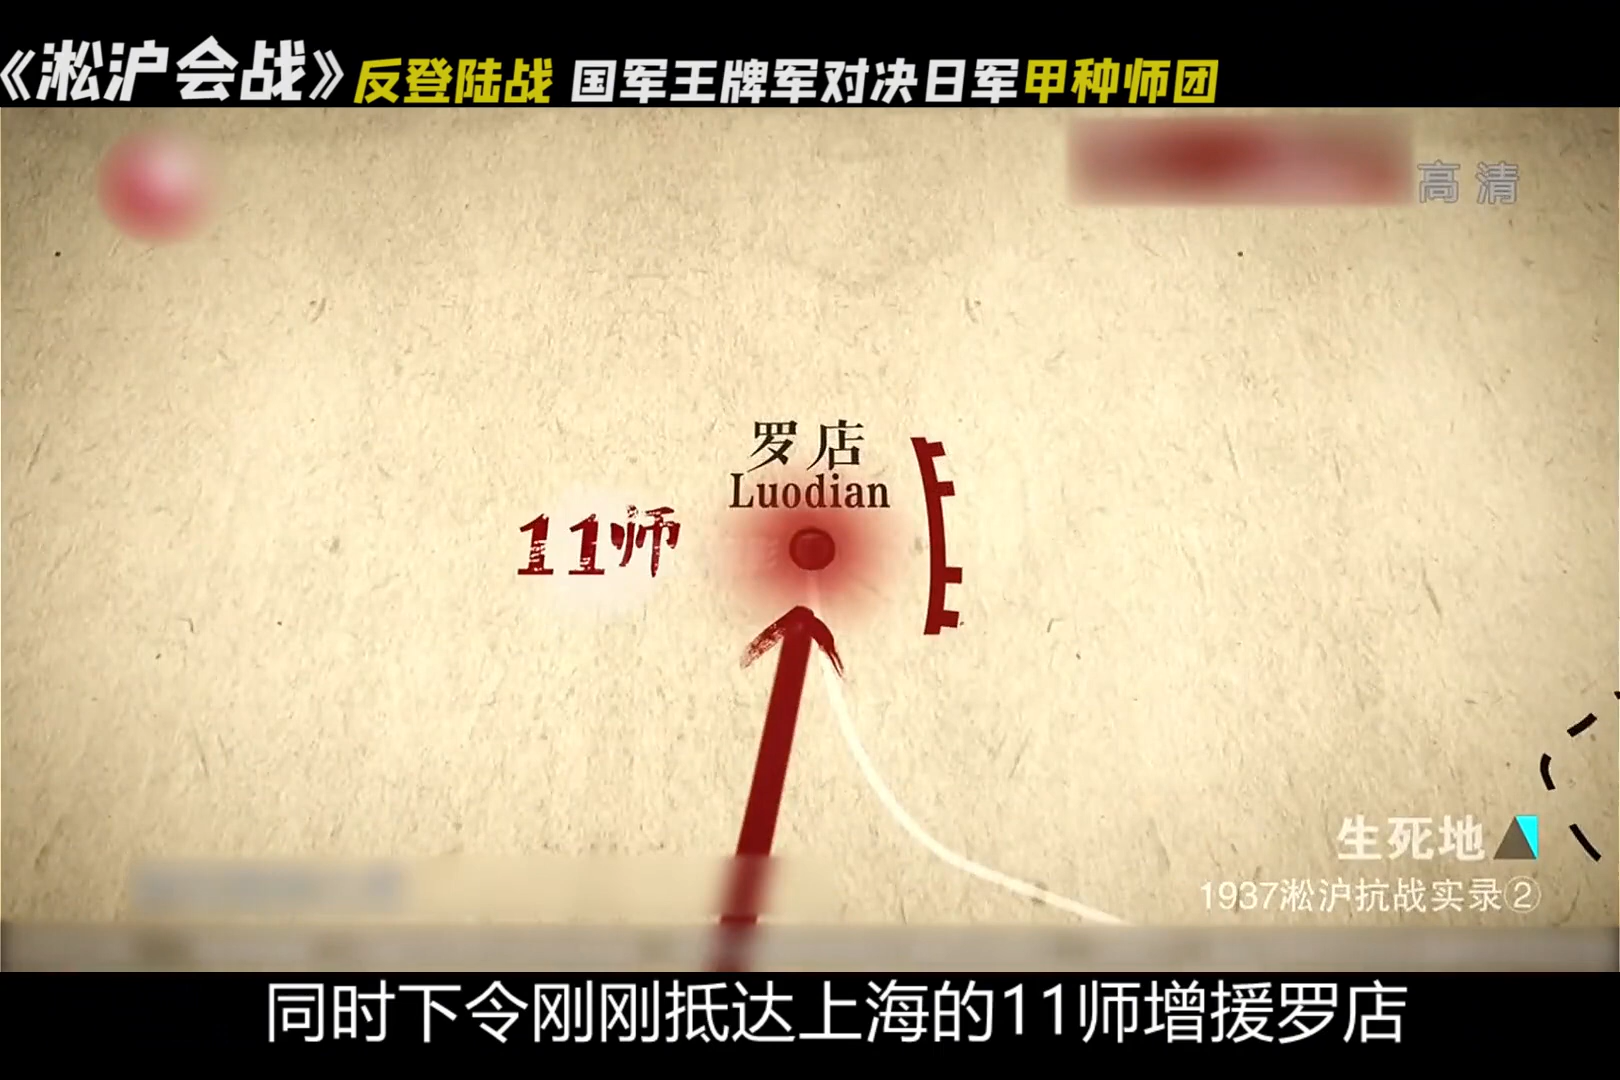 《淞沪会战》反登陆战 国军王牌军对决日军甲种师团
高清
罗店
Luodian
11师
生死地
1937淞沪抗战实录②
同时下令刚刚抵达上海的11师增援罗店